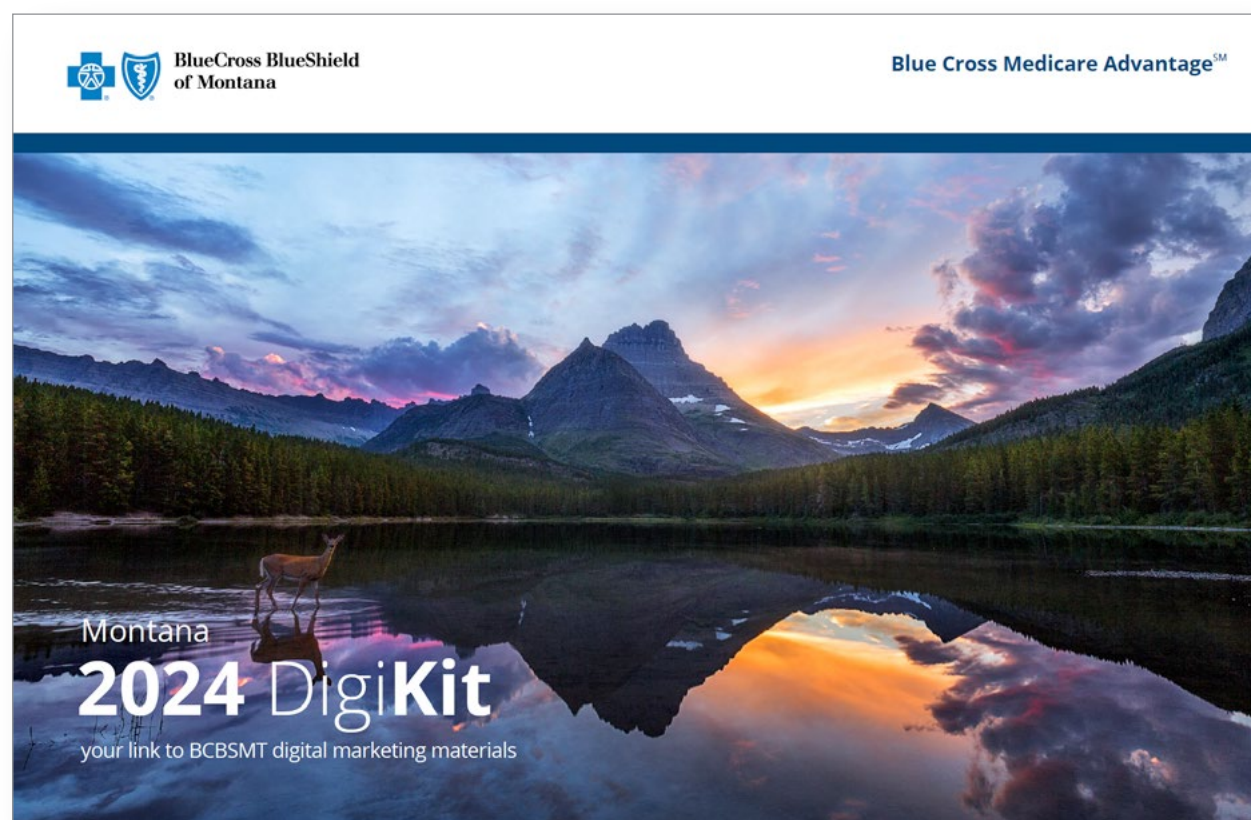 BlueCross BlueShield
of Montana
Blue Cross Medicare Advantage℠
Montana
2024 DigiKit
your link to BCBSMT digital marketing materials